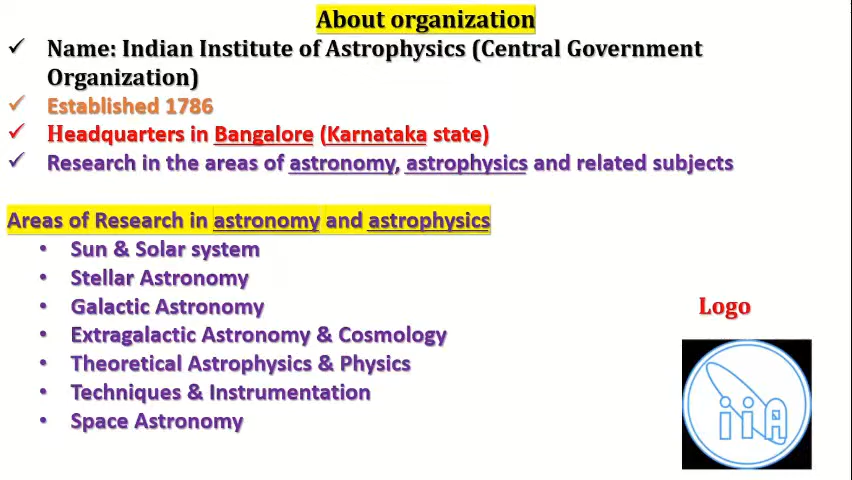 About organization
✓ Name: Indian Institute of Astrophysics (Central Government
Organization)
✓ Established 1786
✓ Headquarters in Bangalore (Karnataka state)
✓ Research in the areas of astronomy, astrophysics and related subjects
Areas of Research in astronomy and astrophysics
• Sun & Solar system
• Stellar Astronomy
• Galactic Astronomy
• Extragalactic Astronomy & Cosmology
• Theoretical Astrophysics & Physics
• Techniques & Instrumentation
• Space Astronomy
Logo
iiA